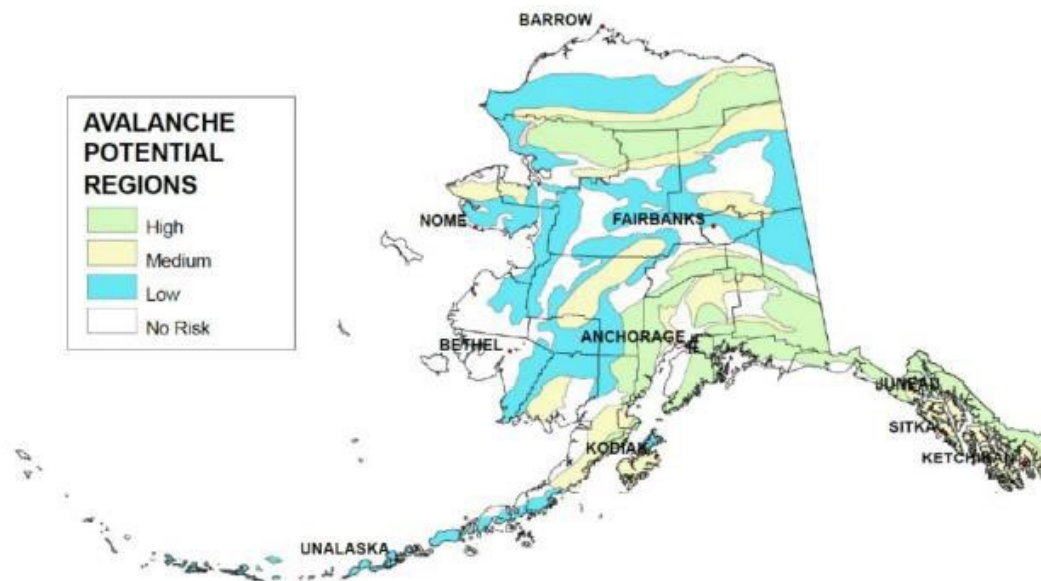 BARROW
AVALANCHE
POTENTIAL
REGIONS
High
Medium
Low
No Risk
NOME
FAIRBANKS
BETHEL
ANCHORAGE
JUNEAU
SITKA
KODIAK
KETCHIKAN
UNALASKA